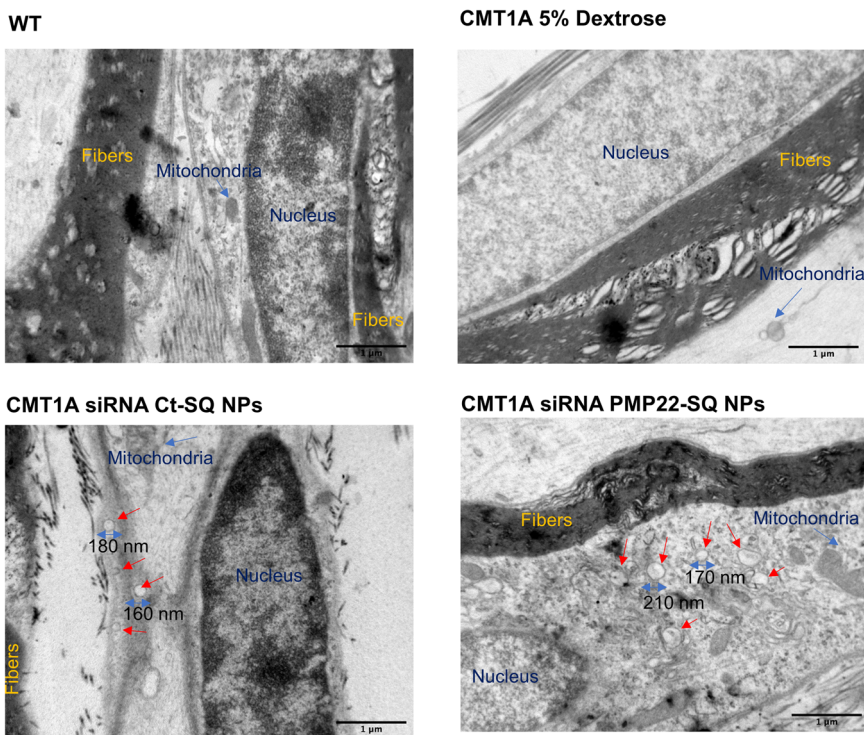 WT
Fibers
Mitochondria
Nucleus
Fibers
1 µm
CMT1A 5% Dextrose
Nucleus
Fibers
Mitochondria
1 µm
CMT1A siRNA Ct-SQ NPs
Mitochondria
180 nm
Nucleus
160 nm
Fibers
1 µm
CMT1A siRNA PMP22-SQ NPs
Fibers
Mitochondria
170 nm
210 nm
Nucleus
1 µm